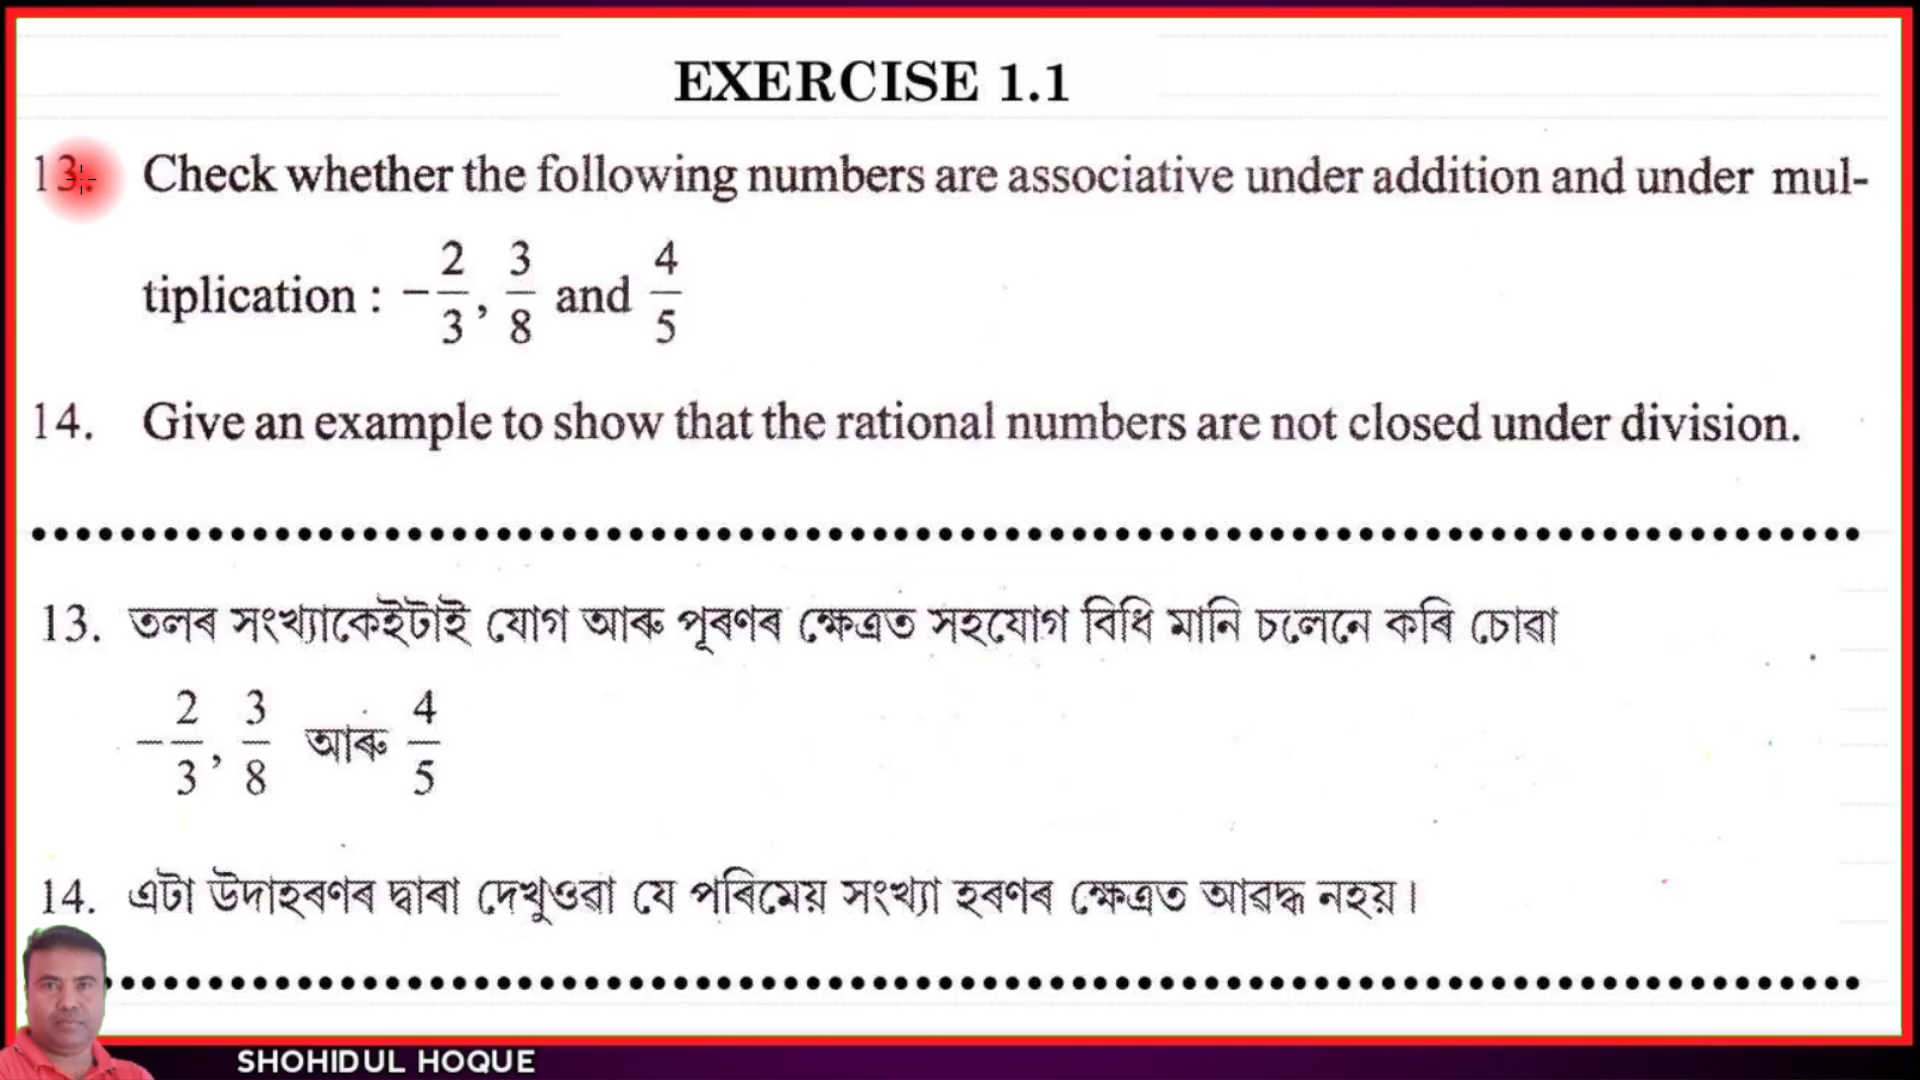 EXERCISE 1.1
13. Check whether the following numbers are associative under addition and under mul-
tiplication : -2/3, 3/8 and 4/5
14. Give an example to show that the rational numbers are not closed under division.
13. তলৰ সংখ্যাকেইটাই যোগ আৰু পূৰণৰ ক্ষেত্ৰত সহযোগ বিধি মানি চলেনে কৰি চোৱা
-2/3, 3/8 আৰু 4/5
14. এটা উদাহৰণৰ দ্বাৰা দেখুওৱা যে পৰিমেয় সংখ্যা হৰণৰ ক্ষেত্ৰত আৱদ্ধ নহয়।
SHOHIDUL HOQUE